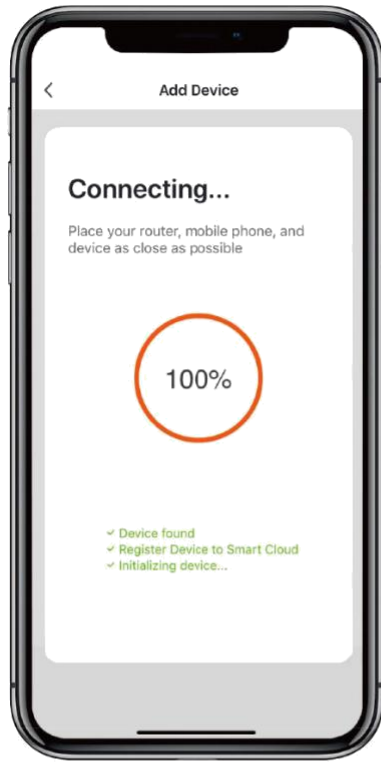 Add Device
Connecting...
Place your router, mobile phone, and
device as close as possible
100%
✓ Device found
✓ Register Device to Smart Cloud
✓ Initializing device...